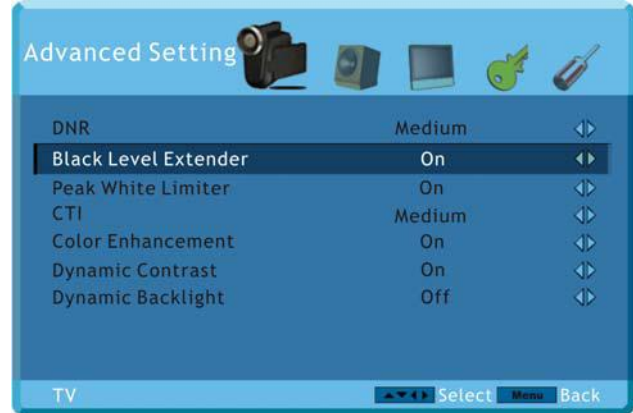 Advanced Setting
DNR Medium
Black Level Extender On
Peak White Limiter On
CTI Medium
Color Enhancement On
Dynamic Contrast On
Dynamic Backlight Off
TV Select Menu Back